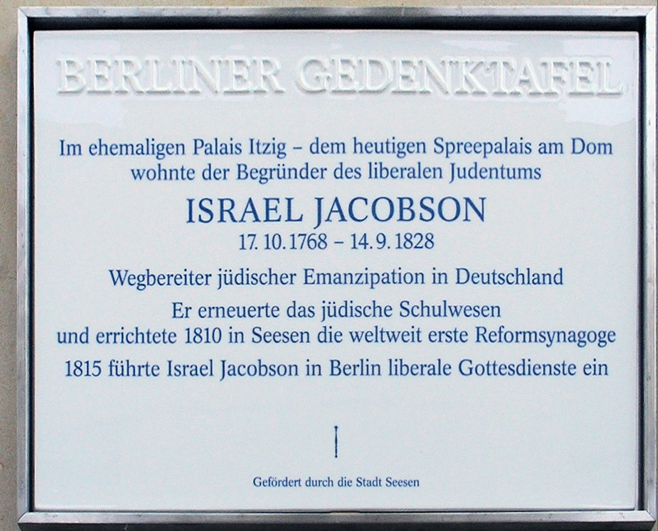 BERLINER GEDENKTAFEL
Im ehemaligen Palais Itzig – dem heutigen Spreepalais am Dom
wohnte der Begründer des liberalen Judentums
ISRAEL JACOBSON
17. 10. 1768 – 14. 9. 1828
Wegbereiter jüdischer Emanzipation in Deutschland
Er erneuerte das jüdische Schulwesen
und errichtete 1810 in Seesen die weltweit erste Reformsynagoge
1815 führte Israel Jacobson in Berlin liberale Gottesdienste ein
Gefördert durch die Stadt Seesen